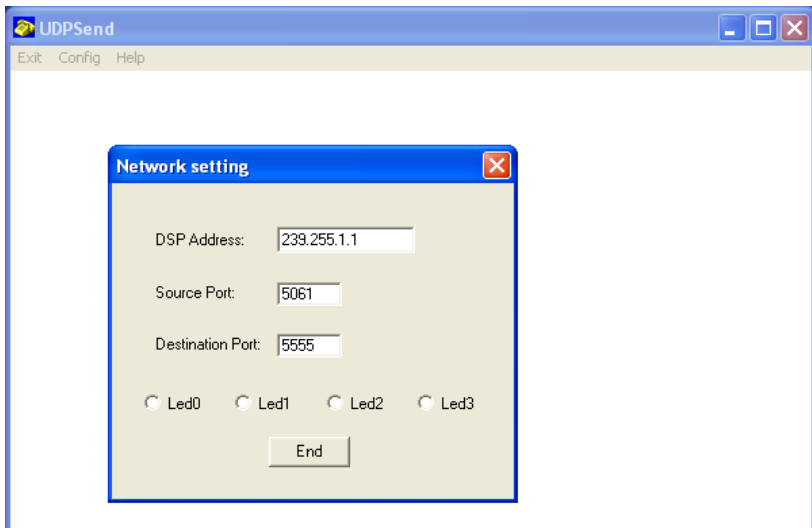 UDPSend
Exit Config Help
Network setting
DSP Address: 239.255.1.1
Source Port: 5061
Destination Port: 5555
Led0 Led1 Led2 Led3
End